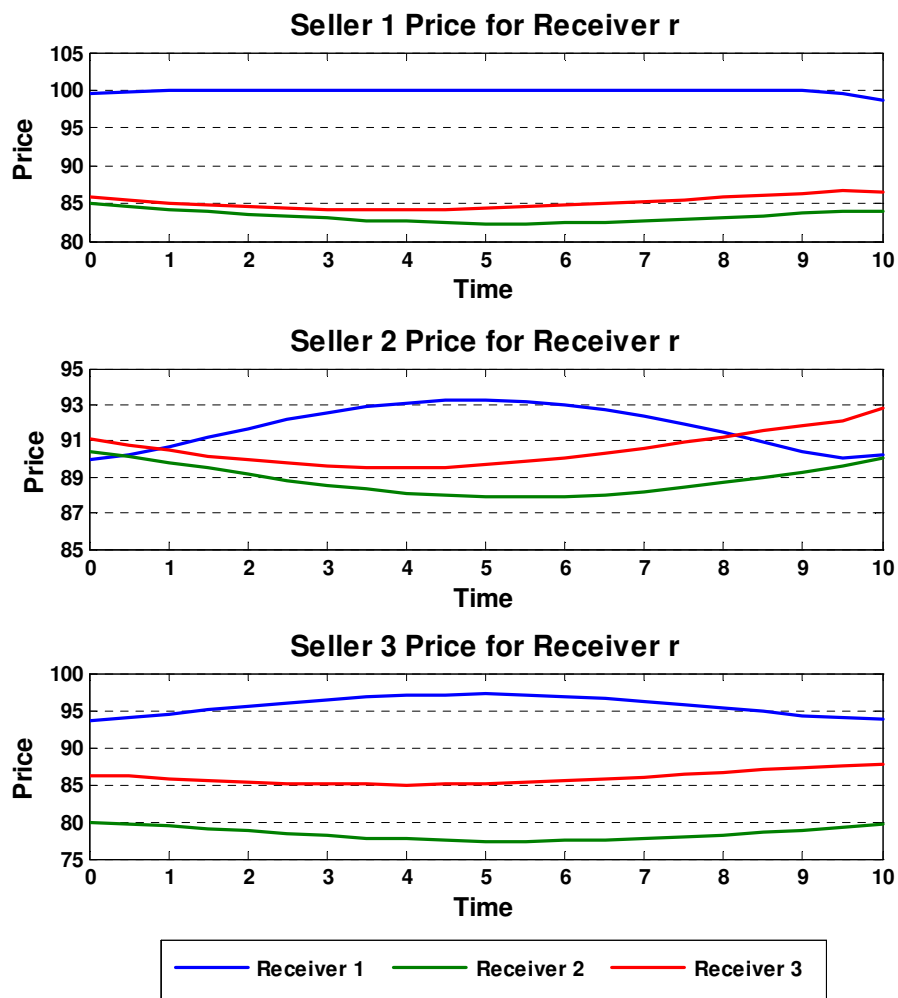 Seller 1 Price for Receiver r
105
100
95
90
85
80
Price
0 1 2 3 4 5 6 7 8 9 10
Time
Seller 2 Price for Receiver r
95
93
91
89
87
85
Price
0 1 2 3 4 5 6 7 8 9 10
Time
Seller 3 Price for Receiver r
100
95
90
85
80
75
Price
0 1 2 3 4 5 6 7 8 9 10
Time
Receiver 1 Receiver 2 Receiver 3